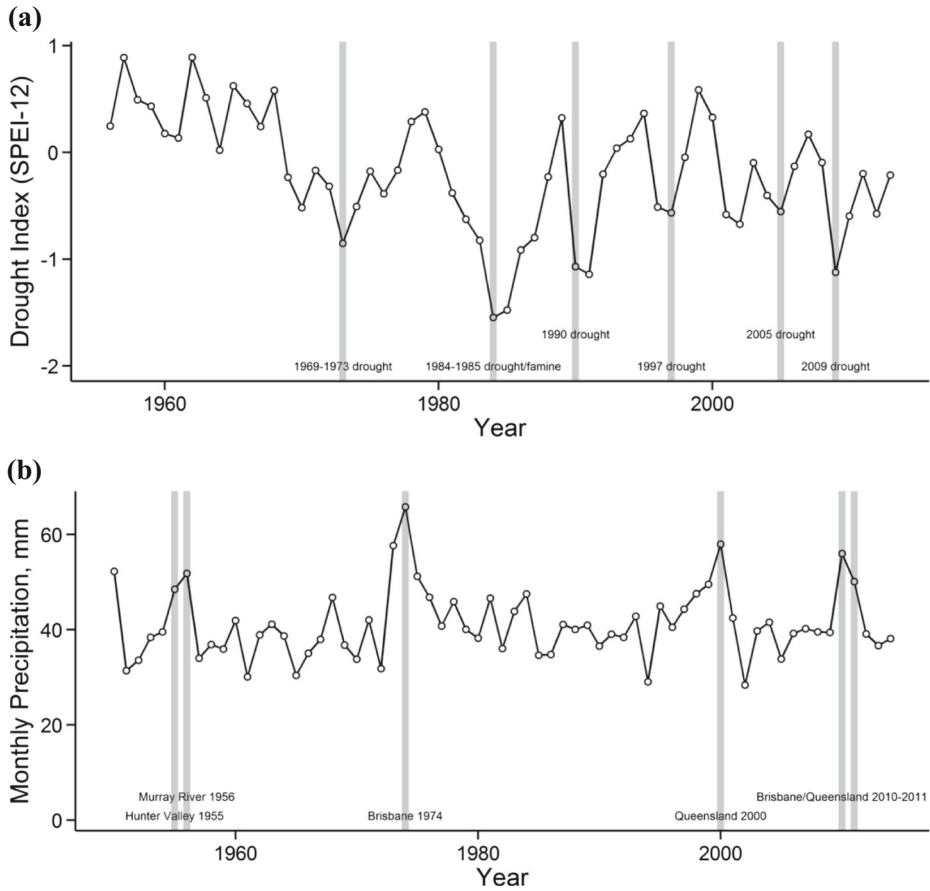 (a)
Drought Index (SPEI-12)
1
0
-1
-2
1990 drought
2005 drought
1969-1973 drought
1984-1985 drought/famine
1997 drought
2009 drought
1960
1980
2000
Year
(b)
Monthly Precipitation, mm
60
40
20
0
Murray River 1956
Brisbane/Queensland 2010-2011
Hunter Valley 1955
Brisbane 1974
Queensland 2000
1960
1980
2000
Year